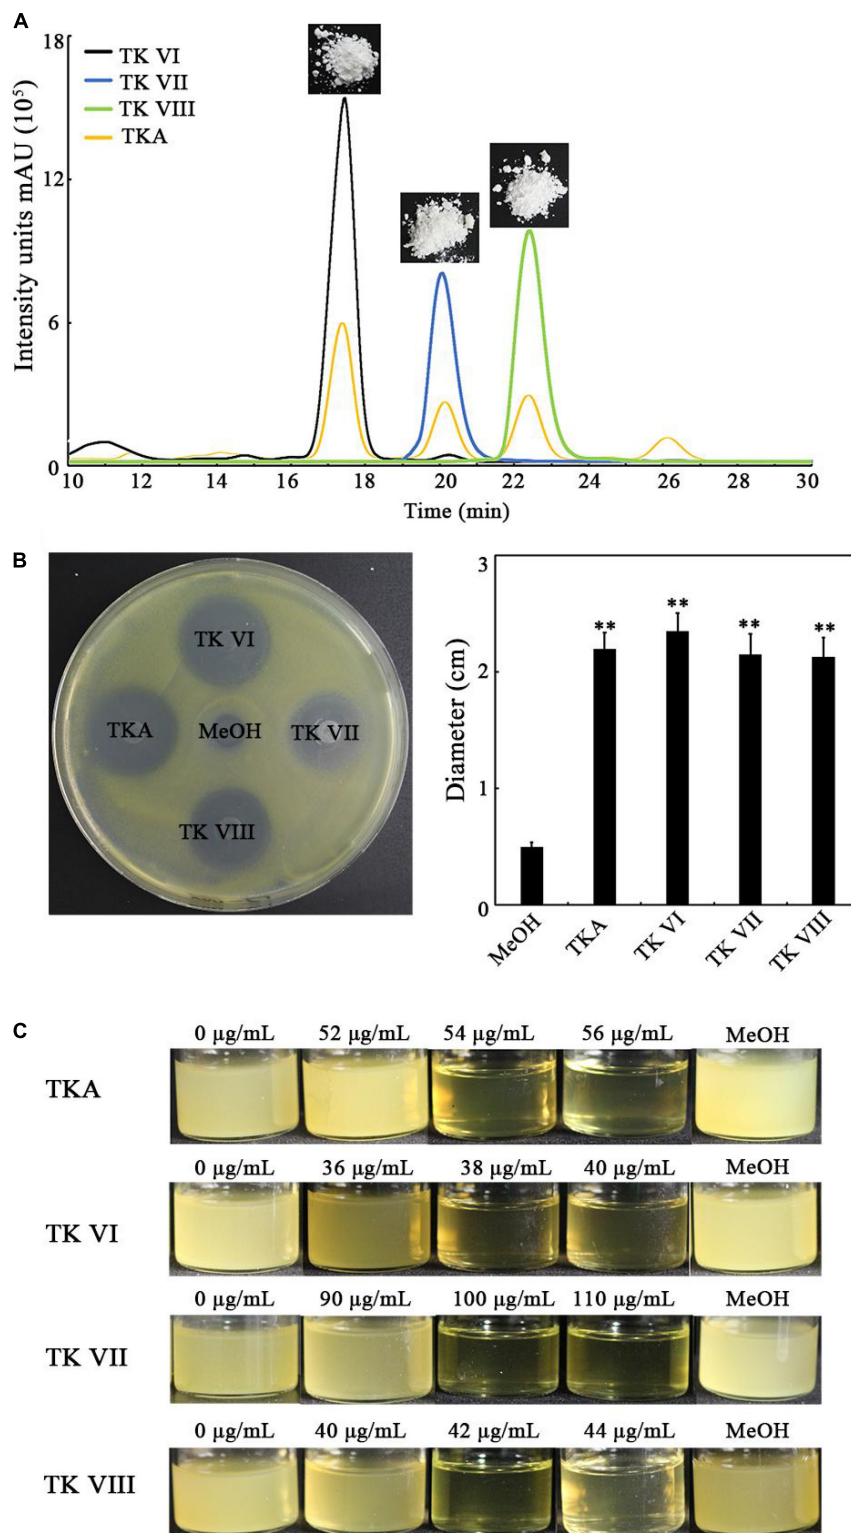 A
18
12
6
0
Intensity units mAU (10⁵)
TK VI
TK VII
TK VIII
TKA
10 12 14 16 18 20 22 24 26 28 30
Time (min)
B
TK VI
TKA MeOH TK VII
TK VIII
3
2
1
0
Diameter (cm)
** ** ** **
MeOH TKA TK VI TK VII TK VIII
C
0 µg/mL 52 µg/mL 54 µg/mL 56 µg/mL MeOH
TKA
0 µg/mL 36 µg/mL 38 µg/mL 40 µg/mL MeOH
TK VI
0 µg/mL 90 µg/mL 100 µg/mL 110 µg/mL MeOH
TK VII
0 µg/mL 40 µg/mL 42 µg/mL 44 µg/mL MeOH
TK VIII